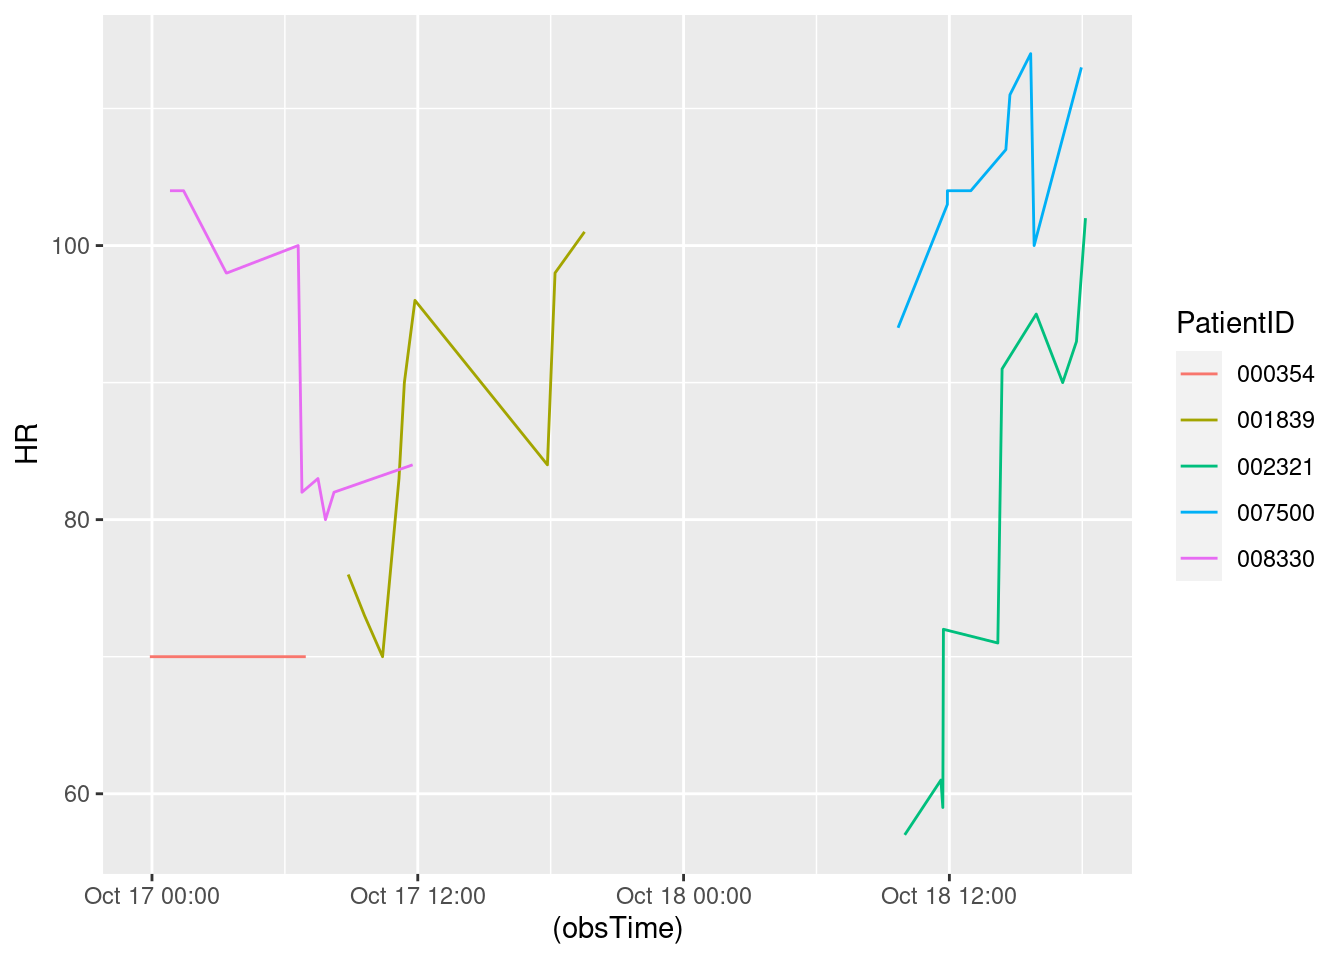 HR
100
80
60
Oct 17 00:00
Oct 17 12:00
Oct 18 00:00
Oct 18 12:00
(obsTime)
PatientID
000354
001839
002321
007500
008330